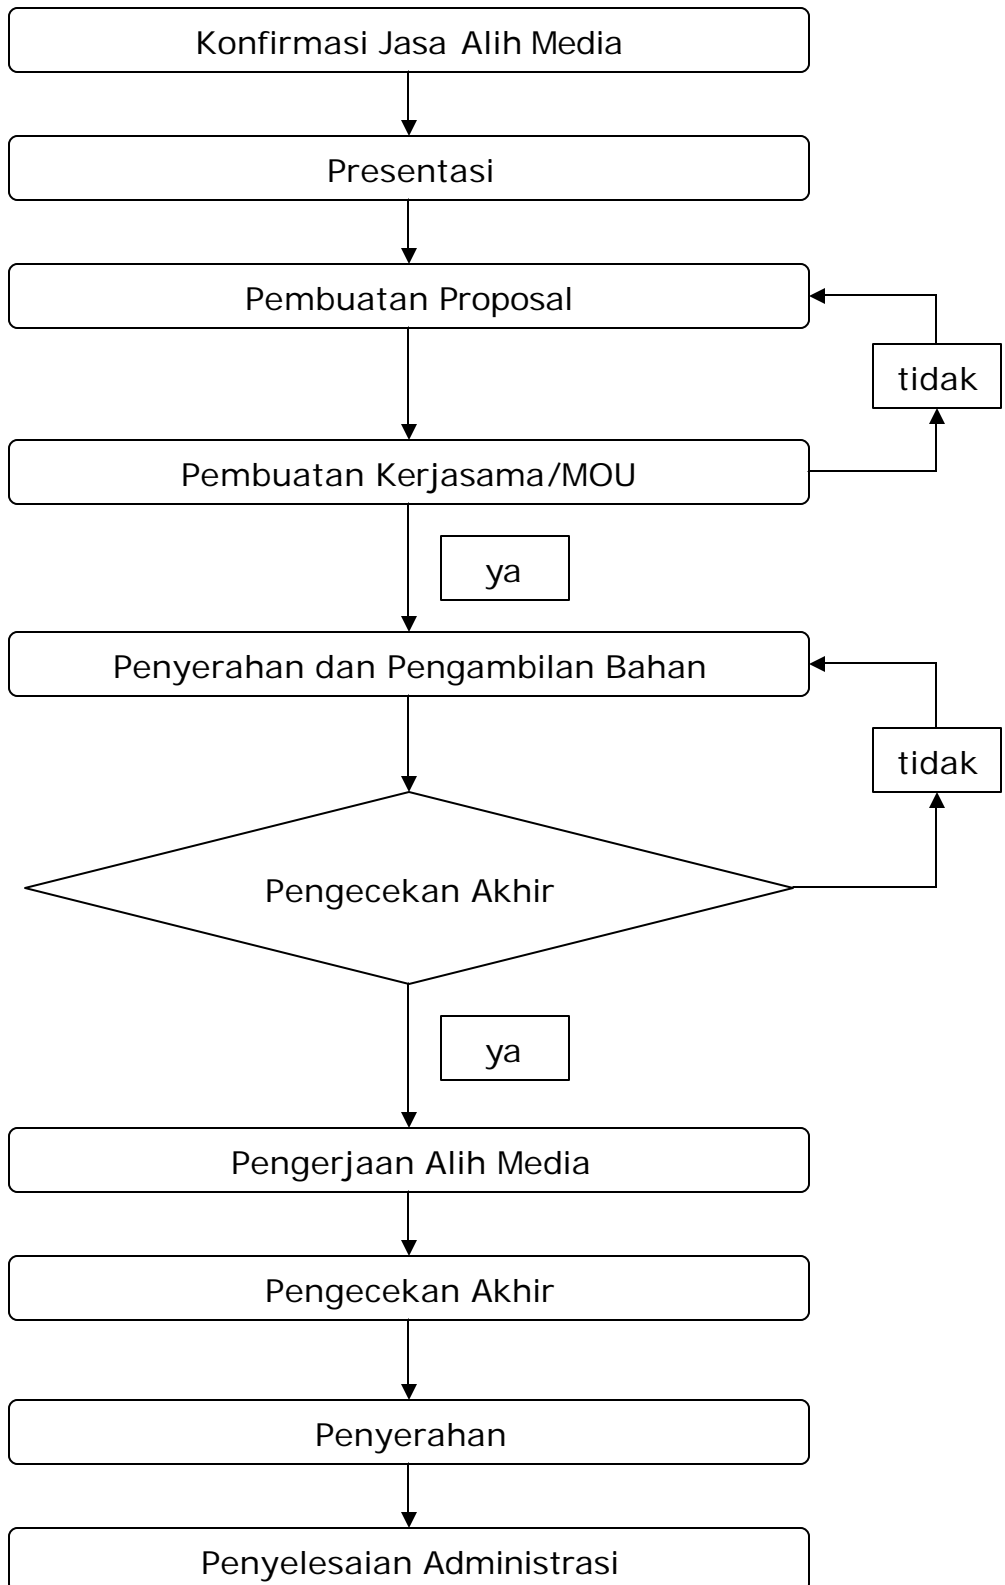 Konfirmasi Jasa Alih Media
Presentasi
Pembuatan Proposal
tidak
Pembuatan Kerjasama/MOU
ya
Penyerahan dan Pengambilan Bahan
tidak
Pengecekan Akhir
ya
Pengerjaan Alih Media
Pengecekan Akhir
Penyerahan
Penyelesaian Administrasi